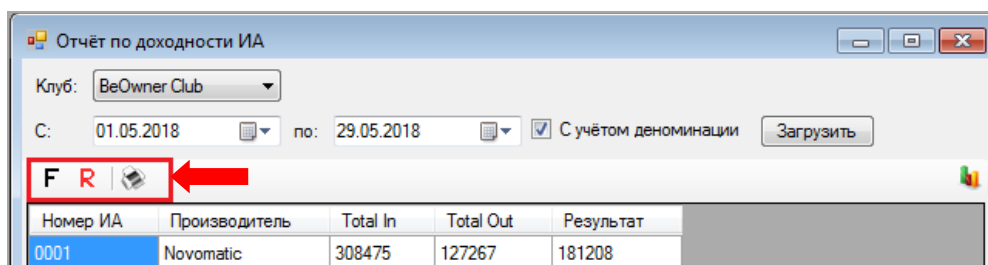 Отчёт по доходности ИА
Клуб: BeOwner Club
С: 01.05.2018 по: 29.05.2018 С учётом деноминации Загрузить
F R
Номер ИА Производитель Total In Total Out Результат
0001 Novomatic 308475 127267 181208